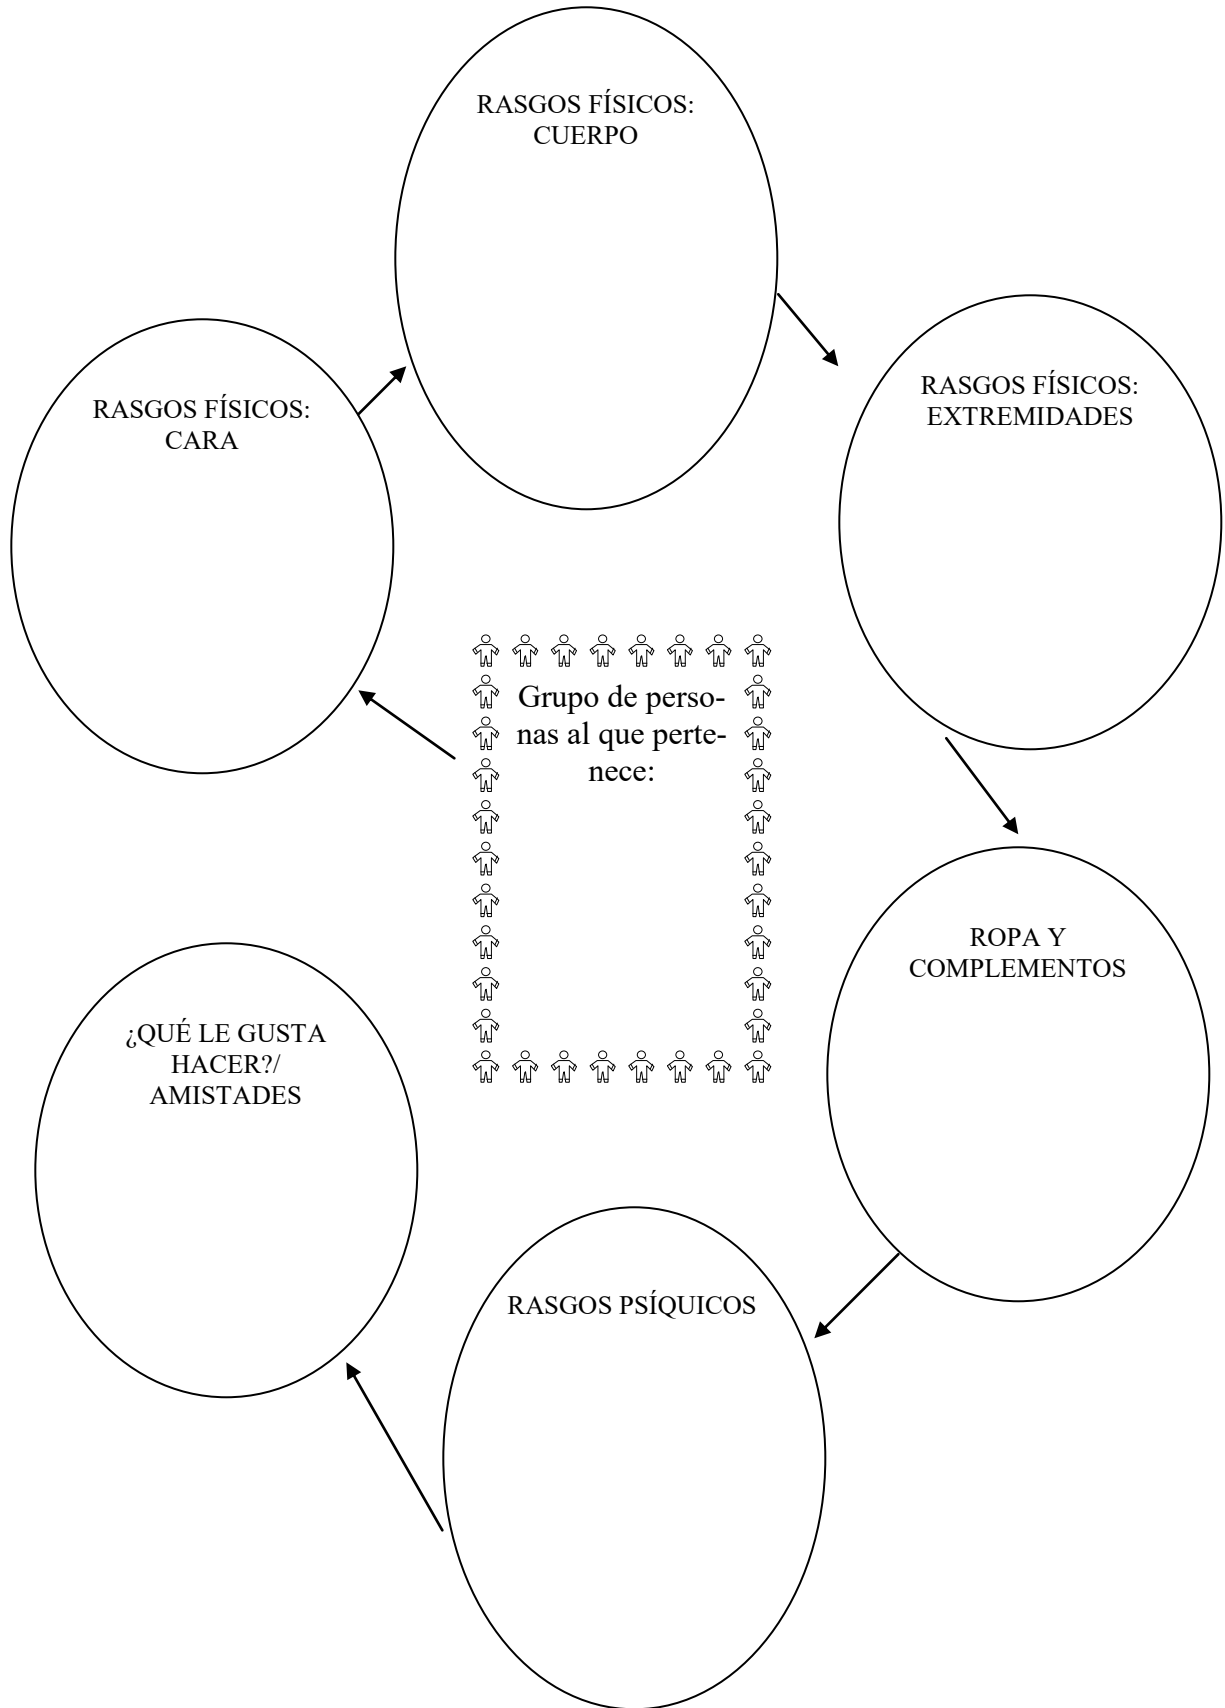 RASGOS FÍSICOS:
CUERPO
RASGOS FÍSICOS:
EXTREMIDADES
RASGOS FÍSICOS:
CARA
Grupo de perso-
nas al que perte-
nece:
ROPA Y
COMPLEMENTOS
¿QUÉ LE GUSTA
HACER?/
AMISTADES
RASGOS PSÍQUICOS